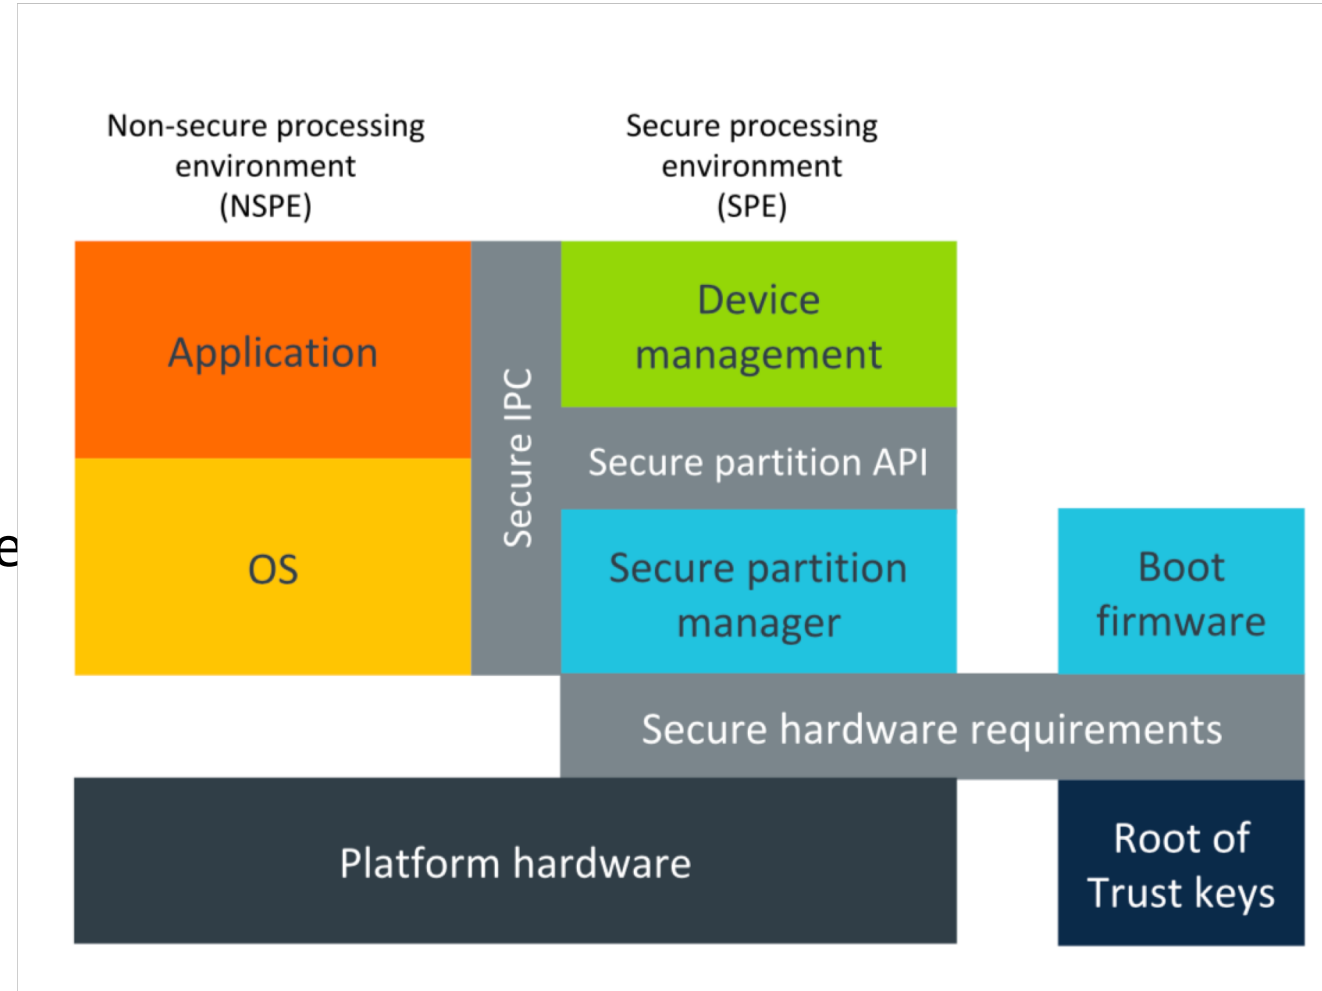 Non-secure processing
environment
(NSPE)
Secure processing
environment
(SPE)
Application
OS
Secure IPC
Device
management
Secure partition API
Secure partition
manager
Boot
firmware
Secure hardware requirements
Platform hardware
Root of
Trust keys
e